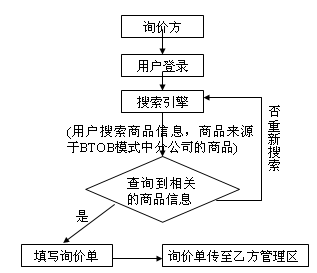 询价方
用户登录
搜索引擎
(用户搜索商品信息，商品来源
于BTOB模式中分公司的商品)
否
重新搜索
查询到相关
的商品信息
是
填写询价单
询价单传至乙方管理区